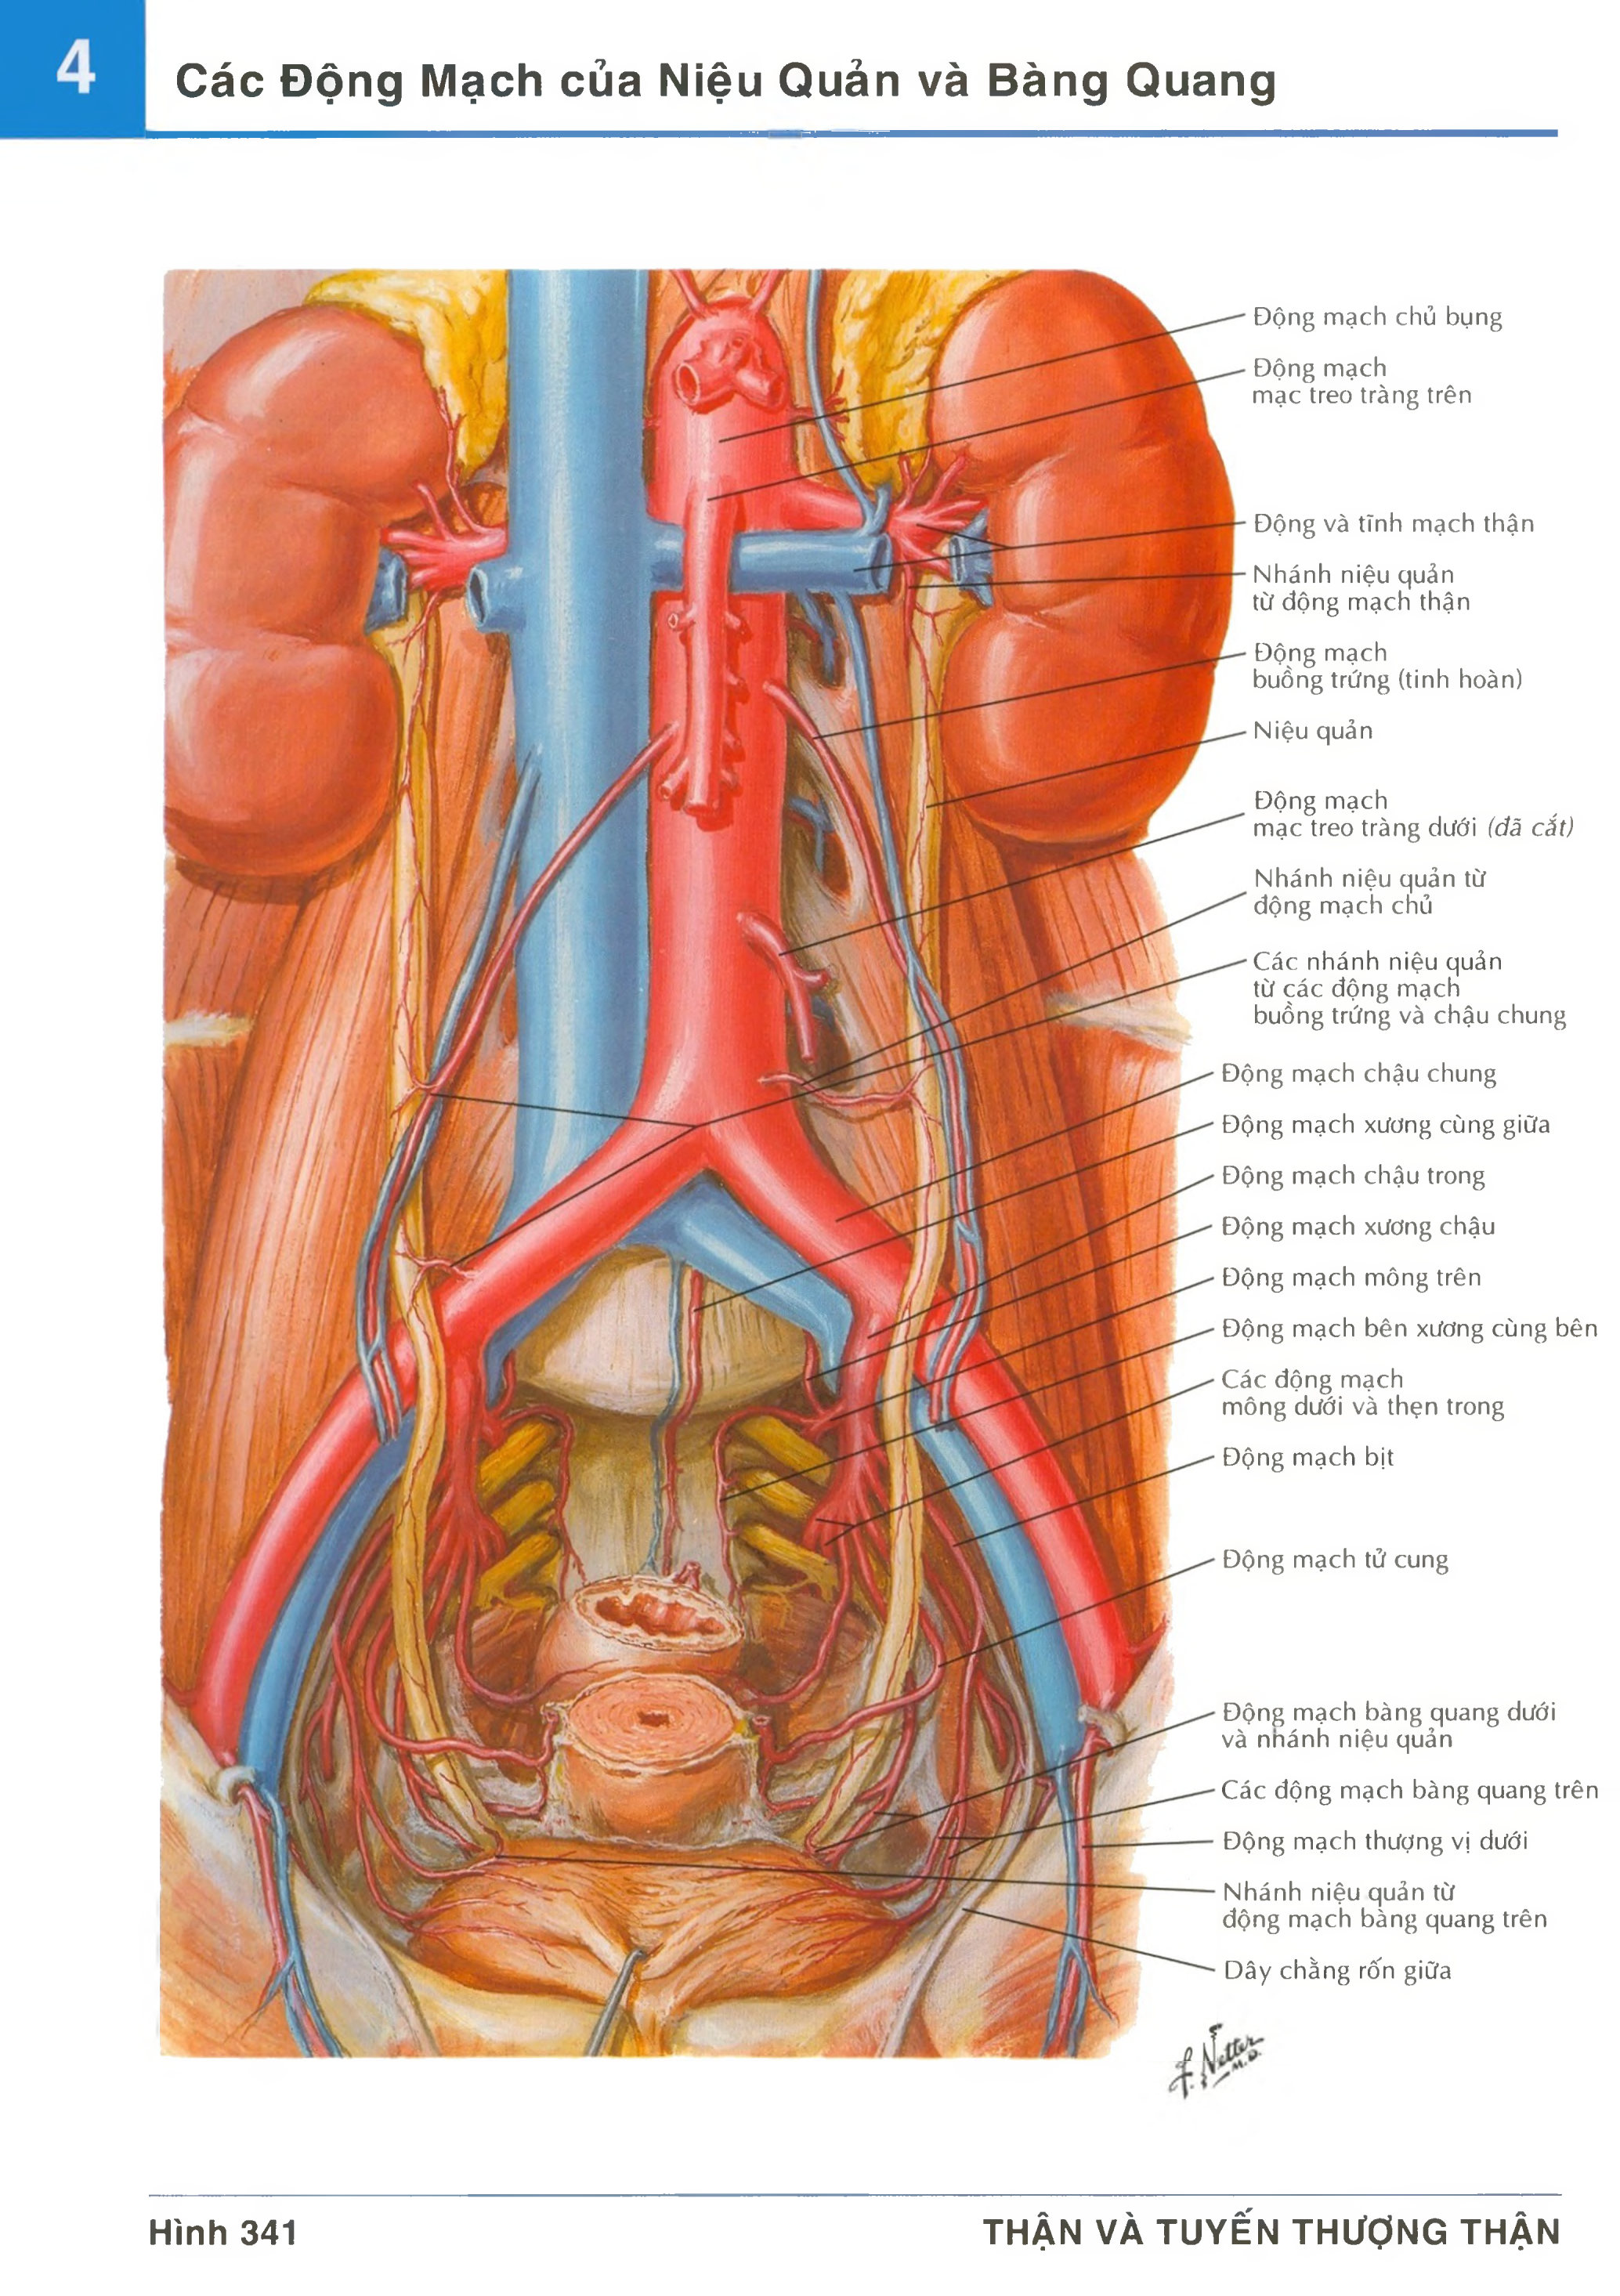 4
Các Động Mạch của Niệu Quản và Bàng Quang
Động mạch chủ bụng
Động mạch
mạc treo tràng trên
Động và tĩnh mạch thận
Nhánh niệu quản
từ động mạch thận
Động mạch
buồng trứng (tinh hoàn)
Niệu quản
Động mạch
mạc treo tràng dưới (đã cắt)
Nhánh niệu quản từ
động mạch chủ
Các nhánh niệu quản
từ các động mạch
buồng trứng và chậu chung
Động mạch chậu chung
Động mạch xương cùng giữa
Động mạch chậu trong
Động mạch xương chậu
Động mạch mông trên
Động mạch bên xương cùng bên
Các động mạch
mông dưới và thẹn trong
Động mạch bịt
Động mạch tử cung
Động mạch bàng quang dưới
và nhánh niệu quản
Các động mạch bàng quang trên
Động mạch thượng vị dưới
Nhánh niệu quản từ
động mạch bàng quang trên
Dây chằng rốn giữa
F. Netter
M.D.
Hình 341
THẬN VÀ TUYẾN THƯỢNG THẬN